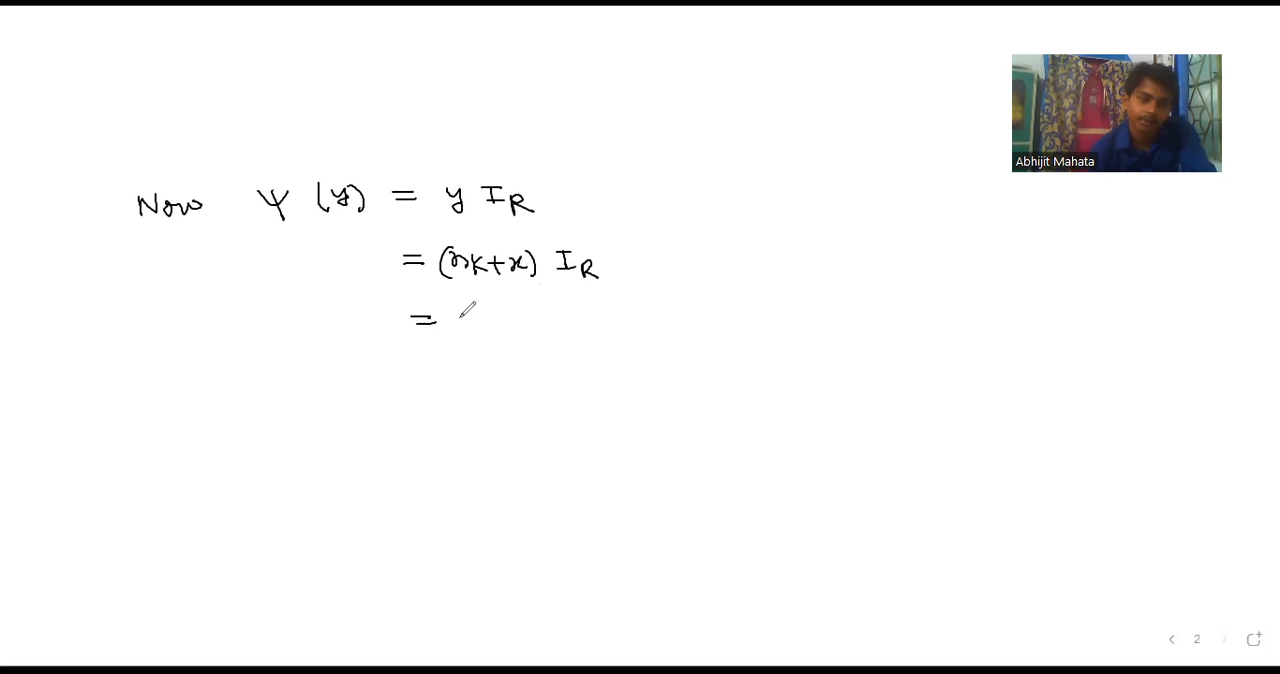 Abhijit Mahata
Now ψ (y) = y I_R
= (nk+x) I_R
=
2